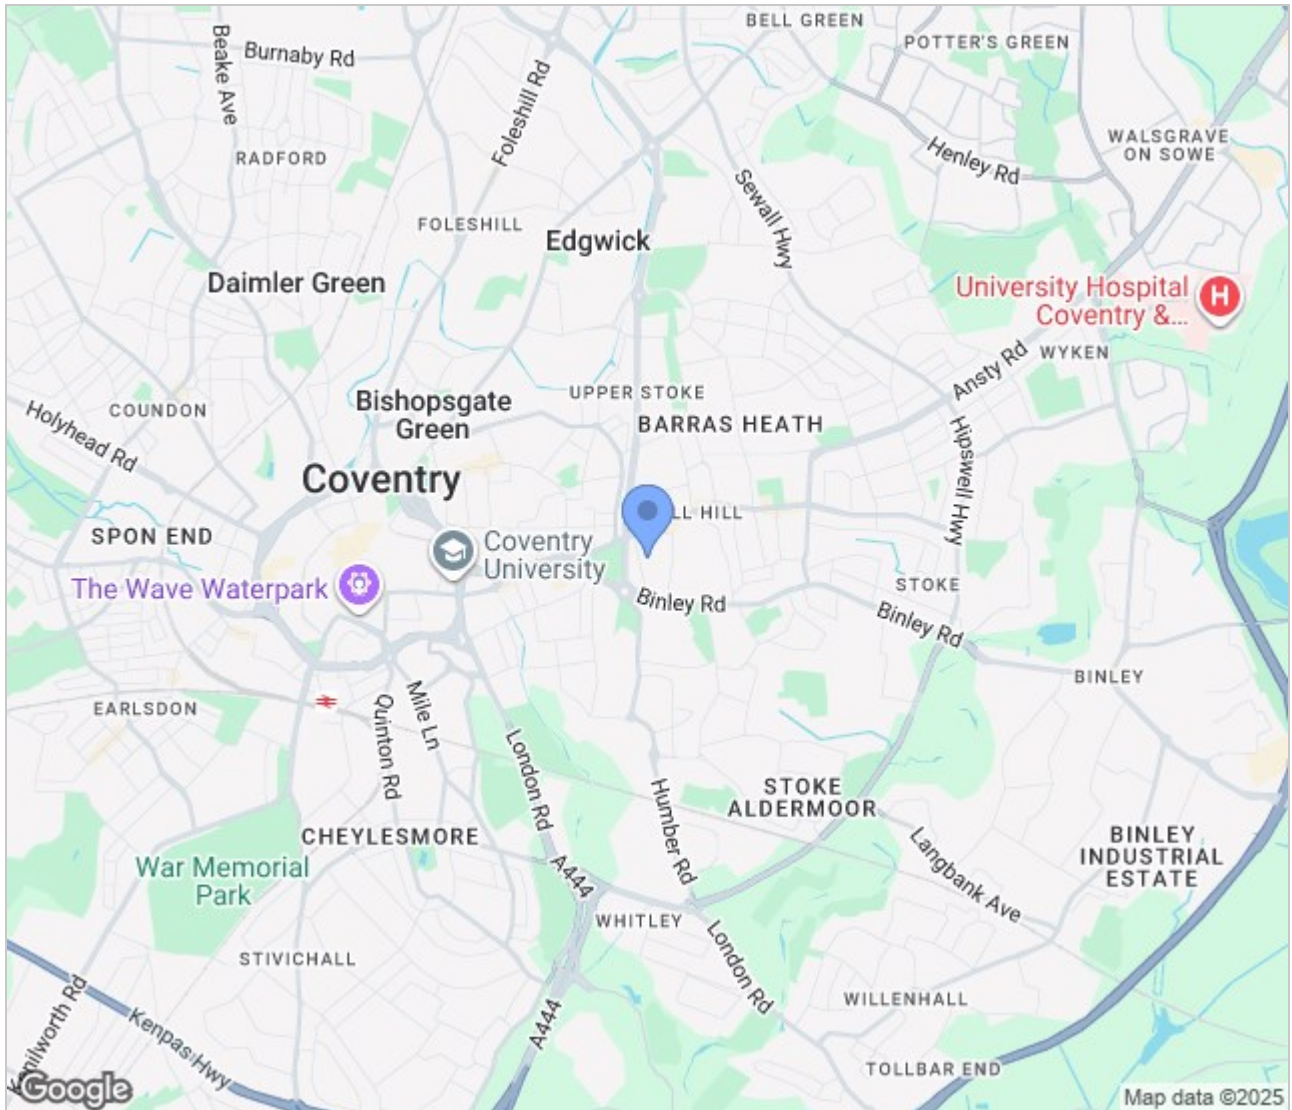 BELL GREEN
POTTER'S GREEN
Burnaby Rd
Beake Ave
Foleshill Rd
WALSGRAVE
ON SOWE
Henley Rd
RADFORD
Sewall Hwy
FOLESHILL
Edgwick
Daimler Green
University Hospital
Coventry &...
H
WYKEN
Ansty Rd
UPPER STOKE
Bishopsgate
Green
COUNDON
BARRAS HEATH
Holyhead Rd
Hipswell Hwy
Coventry
LL HILL
SPON END
Coventry
University
The Wave Waterpark
STOKE
Binley Rd
Binley Rd
BINLEY
EARLSDON
Mile Ln
Quinton Rd
London Rd
STOKE
ALDERMOOR
Humber Rd
CHEYLESMORE
BINLEY
INDUSTRIAL
ESTATE
Langbank Ave
War Memorial
Park
A444
WHITLEY
London Rd
STIVICHALL
WILLENHALL
Kenilworth Rd
Kenpas Hwy
A444
TOLLBAR END
Google
Map data ©2025